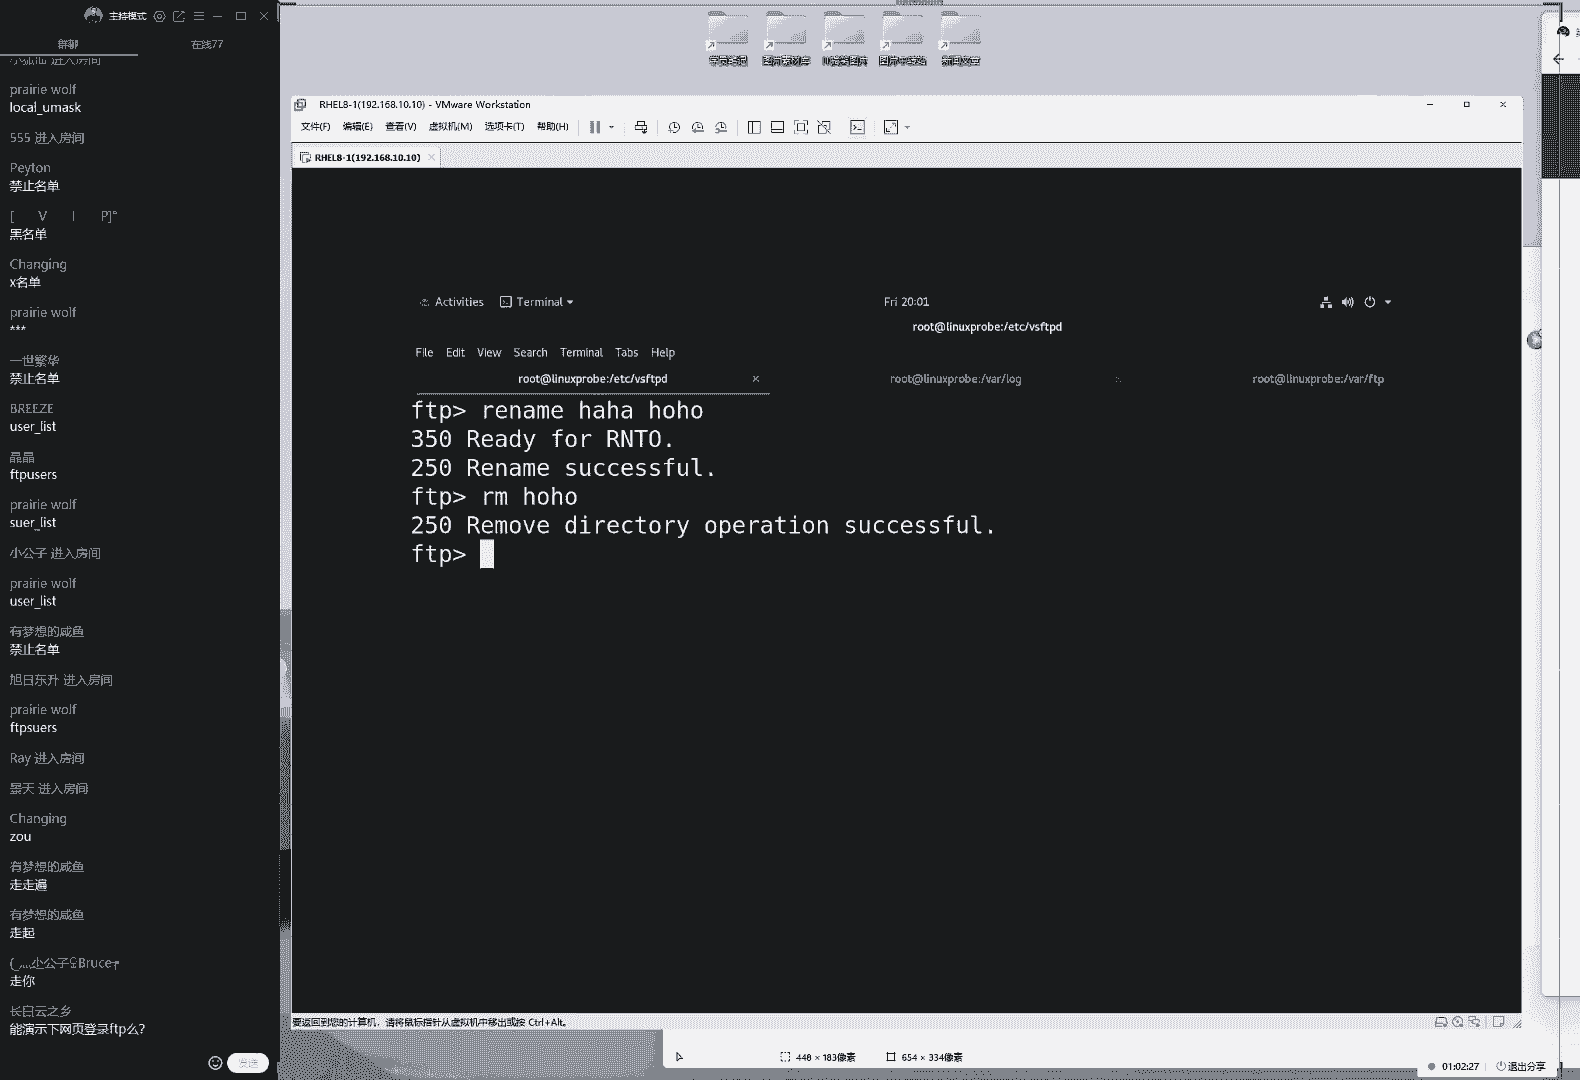 主持模式
群聊
在线77
小狐仙 进入房间
prairie wolf
local_umask
555 进入房间
Peyton
禁止名单
[ V I P]°
黑名单
Changing
x名单
prairie wolf
***
一世繁华
禁止名单
BREEZE
user_list
晶晶
ftpusers
prairie wolf
suer_list
小公子 进入房间
prairie wolf
user_list
有梦想的咸鱼
禁止名单
旭日东升 进入房间
prairie wolf
ftpsuers
Ray 进入房间
昊天 进入房间
Changing
zou
有梦想的咸鱼
走走遍
有梦想的咸鱼
走起
Bruce
走你
长白云之乡
能演示下网页登录ftp么?
发送
RHEL8-1(192.168.10.10) - VMware Workstation
文件(F) 编辑(E) 查看(V) 虚拟机(M) 选项卡(T) 帮助(H)
RHEL8-1(192.168.10.10)
Activities Terminal Fri 20:01
root@linuxprobe:/etc/vsftpd
File Edit View Search Terminal Tabs Help
root@linuxprobe:/etc/vsftpd root@linuxprobe:/var/log root@linuxprobe:/var/ftp
ftp> rename haha hoho
350 Ready for RNTO.
250 Rename successful.
ftp> rm hoho
250 Remove directory operation successful.
ftp>
要返回到您的计算机，请将鼠标指针从虚拟机中移出或按 Ctrl+Alt。
448 × 183像素 654 × 334像素
01:02:27 退出分享